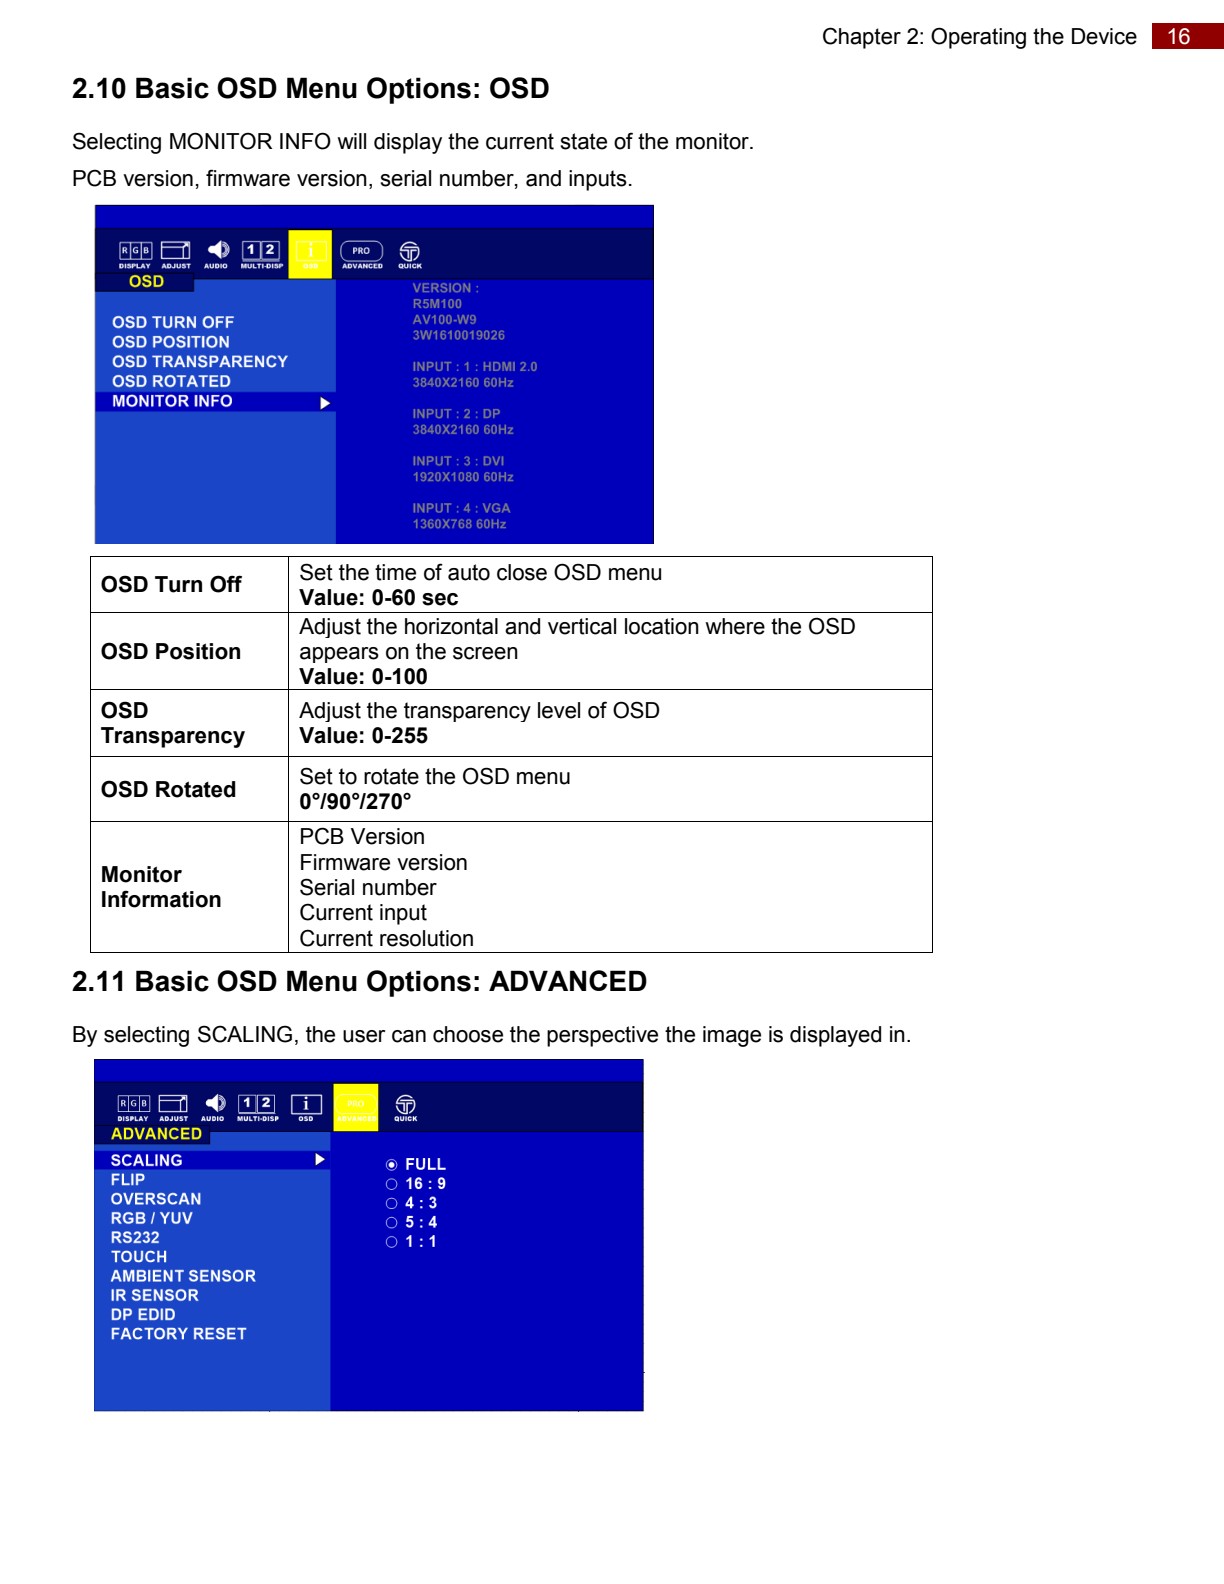 Chapter 2: Operating the Device 16
2.10 Basic OSD Menu Options: OSD
Selecting MONITOR INFO will display the current state of the monitor.
PCB version, firmware version, serial number, and inputs.
R G B 1 2 i PRO
DISPLAY ADJUST AUDIO MULTI-DISP OSD ADVANCED QUICK
OSD
OSD TURN OFF
OSD POSITION
OSD TRANSPARENCY
OSD ROTATED
MONITOR INFO
VERSION :
R5M100
AV100-W9
3W1610019026
INPUT : 1 : HDMI 2.0
3840X2160 60Hz
INPUT : 2 : DP
3840X2160 60Hz
INPUT : 3 : DVI
1920X1080 60Hz
INPUT : 4 : VGA
1360X768 60Hz
OSD Turn Off
Set the time of auto close OSD menu
Value: 0-60 sec
OSD Position
Adjust the horizontal and vertical location where the OSD
appears on the screen
Value: 0-100
OSD
Transparency
Adjust the transparency level of OSD
Value: 0-255
OSD Rotated
Set to rotate the OSD menu
0°/90°/270°
Monitor
Information
PCB Version
Firmware version
Serial number
Current input
Current resolution
2.11 Basic OSD Menu Options: ADVANCED
By selecting SCALING, the user can choose the perspective the image is displayed in.
R G B 1 2 i PRO
DISPLAY ADJUST AUDIO MULTI-DISP OSD ADVANCED QUICK
ADVANCED
SCALING
FLIP
OVERSCAN
RGB / YUV
RS232
TOUCH
AMBIENT SENSOR
IR SENSOR
DP EDID
FACTORY RESET
FULL
16 : 9
4 : 3
5 : 4
1 : 1